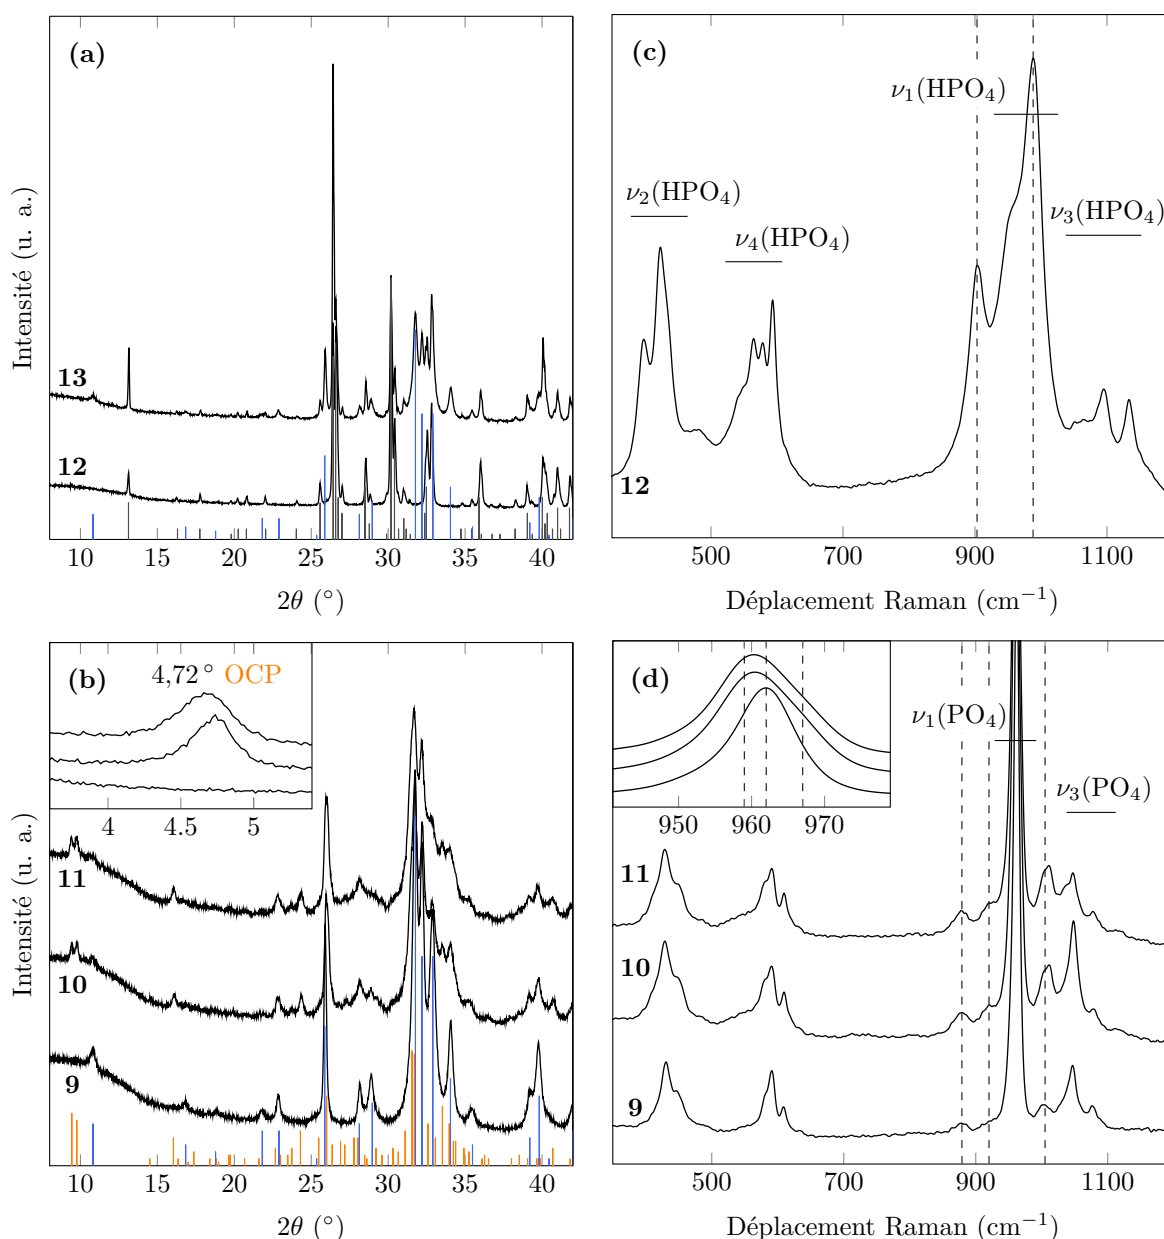 (a)
Intensité (u. a.)
13
12
10 15 20 25 30 35 40
2θ (°)
(c)
ν₁(HPO₄)
ν₂(HPO₄)
ν₃(HPO₄)
ν₄(HPO₄)
12
500 700 900 1100
Déplacement Raman (cm⁻¹)
(b)
4,72° OCP
4 4.5 5
Intensité (u. a.)
11
10
9
10 15 20 25 30 35 40
2θ (°)
(d)
950 960 970
ν₁(PO₄)
ν₃(PO₄)
11
10
9
500 700 900 1100
Déplacement Raman (cm⁻¹)